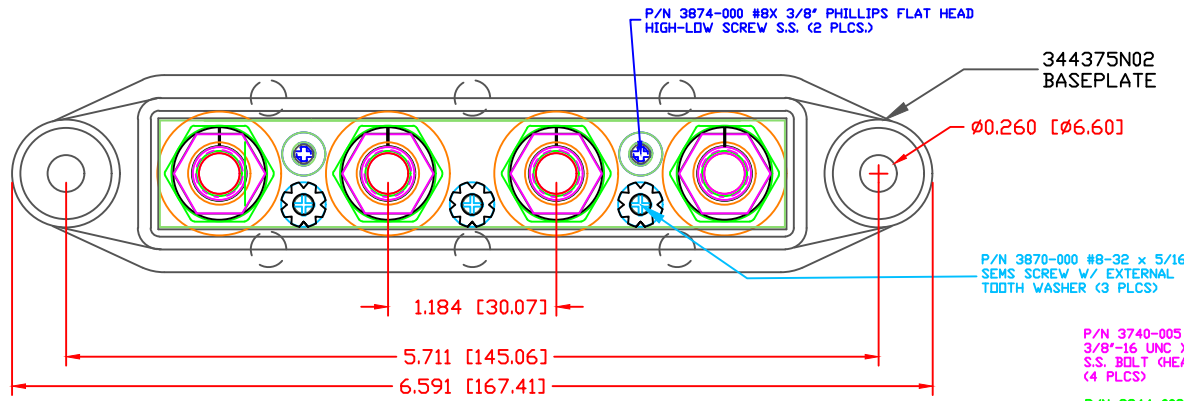 P/N 3874-000 #8X 3/8" PHILLIPS FLAT HEAD
HIGH-LOW SCREW S.S. (2 PLCS.)
344375N02
BASEPLATE
Ø0.260 [Ø6.60]
P/N 3870-000 #8-32 x 5/16
SEMS SCREW W/ EXTERNAL
TOOTH WASHER (3 PLCS)
1.184 [30.07]
P/N 3740-005
3/8"-16 UNC
S.S. BOLT
(4 PLCS)
5.711 [145.06]
6.591 [167.41]